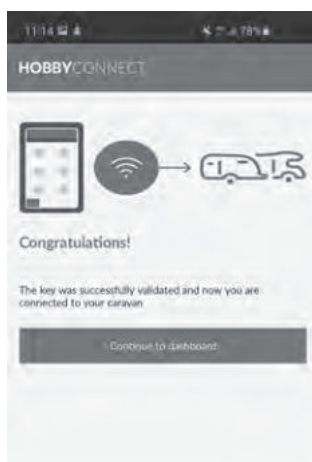 11:14
78%
HOBBYCONNECT
Congratulations!
The key was successfully validated and now you are
connected to your caravan
Continue to dashboard